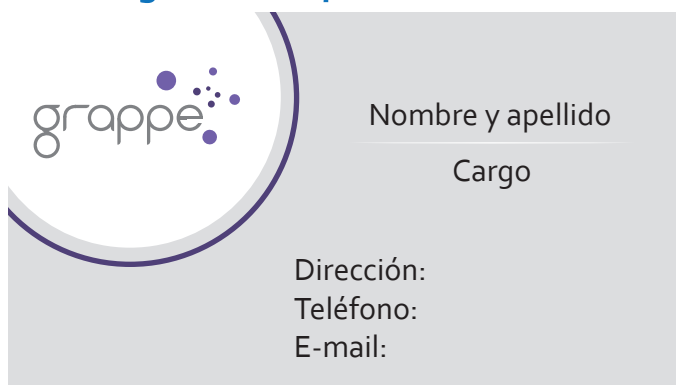 grappe
Nombre y apellido
Cargo
Dirección:
Teléfono:
E-mail: